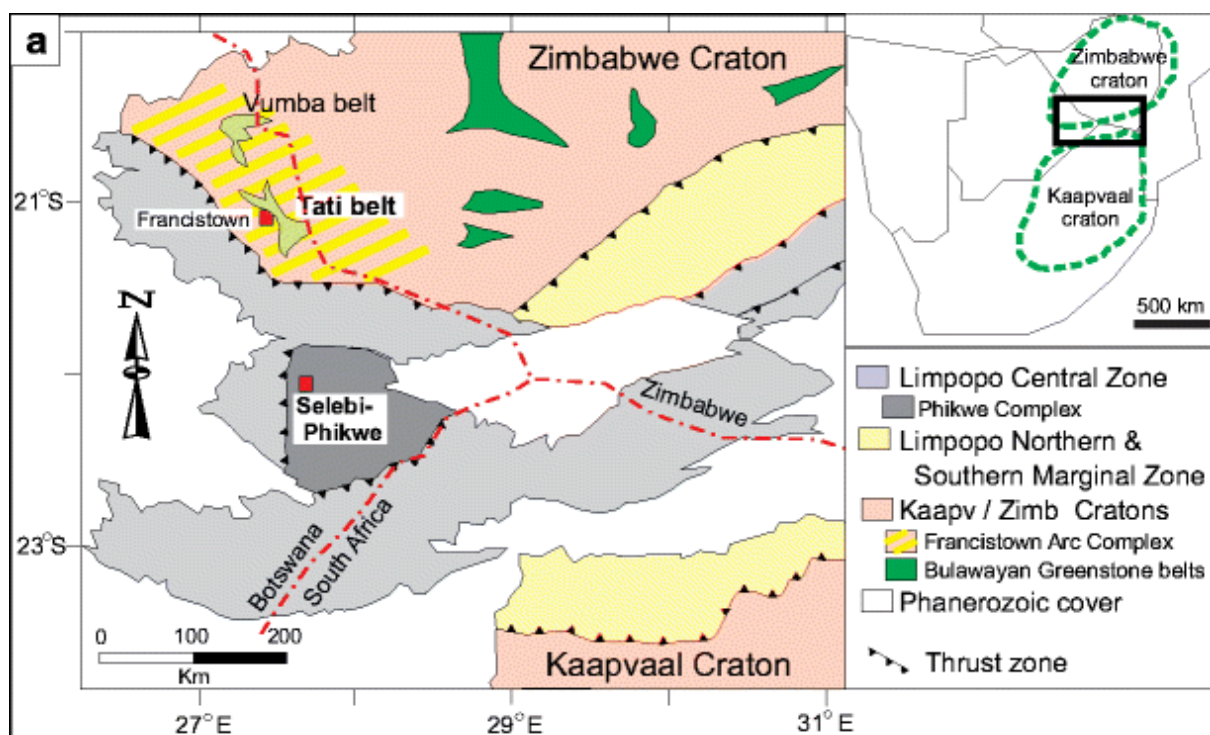 a
Zimbabwe Craton
Vumba belt
Tati belt
Francistown
21°S
N
Selebi-
Phikwe
Zimbabwe
Botswana
South Africa
23°S
0 100 200
Km
Kaapvaal Craton
27°E 29°E 31°E
Zimbabwe
craton
Kaapvaal
craton
500 km
Limpopo Central Zone
Phikwe Complex
Limpopo Northern &
Southern Marginal Zone
Kaapv / Zimb Cratons
Francistown Arc Complex
Bulawayan Greenstone belts
Phanerozoic cover
Thrust zone